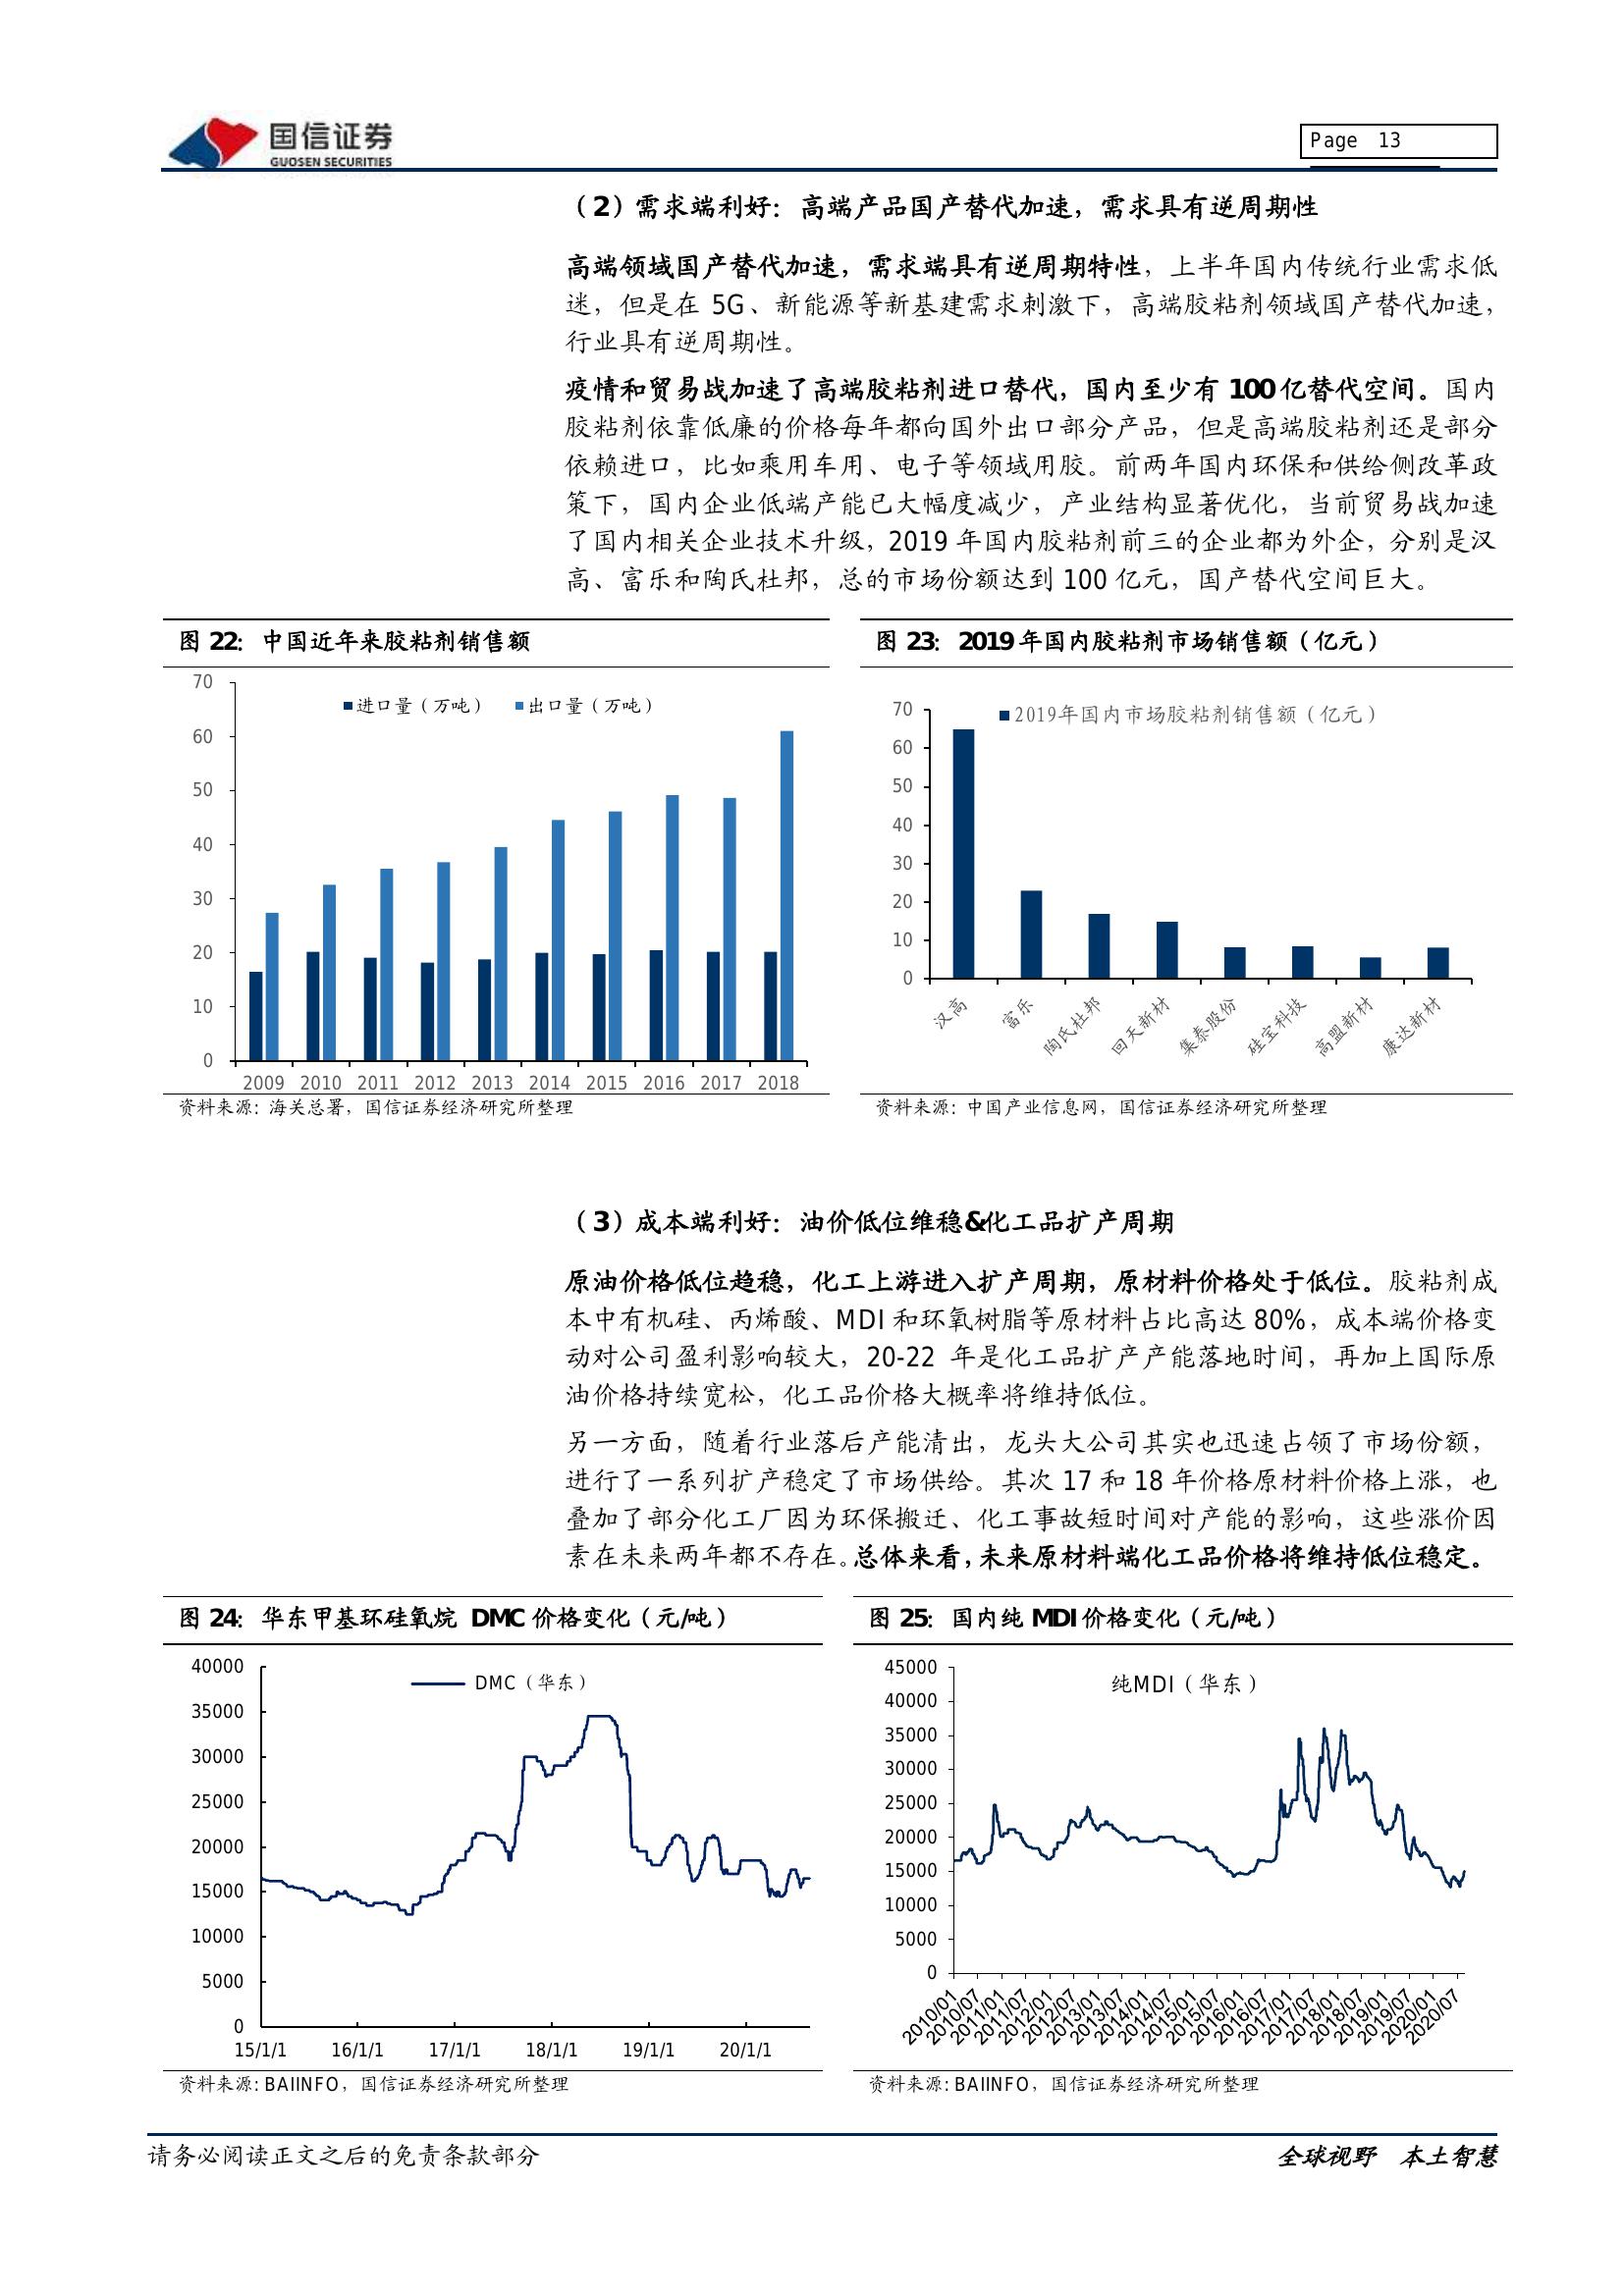 国信证券
GUOSEN SECURITIES
Page 13
（2）需求端利好：高端产品国产替代加速，需求具有逆周期性
高端领域国产替代加速，需求端具有逆周期特性，上半年国内传统行业需求低
迷，但是在 5G、新能源等新基建需求刺激下，高端胶粘剂领域国产替代加速，
行业具有逆周期性。
疫情和贸易战加速了高端胶粘剂进口替代，国内至少有 100 亿替代空间。国内
胶粘剂依靠低廉的价格每年都向国外出口部分产品，但是高端胶粘剂还是部分
依赖进口，比如乘用车用、电子等领域用胶。前两年国内环保和供给侧改革政
策下，国内企业低端产能已大幅度减少，产业结构显著优化，当前贸易战加速
了国内相关企业技术升级，2019 年国内胶粘剂前三的企业都为外企，分别是汉
高、富乐和陶氏杜邦，总的市场份额达到 100 亿元，国产替代空间巨大。
图 22：中国近年来胶粘剂销售额
70
60
50
40
30
20
10
0
进口量（万吨）
出口量（万吨）
2009 2010 2011 2012 2013 2014 2015 2016 2017 2018
资料来源：海关总署，国信证券经济研究所整理
图 23：2019 年国内胶粘剂市场销售额（亿元）
70
60
50
40
30
20
10
0
2019年国内市场胶粘剂销售额（亿元）
汉高
富乐
陶氏杜邦
回天新材
集泰股份
硅宝科技
高盟新材
康达新材
资料来源：中国产业信息网，国信证券经济研究所整理
（3）成本端利好：油价低位维稳&化工品扩产周期
原油价格低位趋稳，化工上游进入扩产周期，原材料价格处于低位。胶粘剂成
本中有机硅、丙烯酸、MDI 和环氧树脂等原材料占比高达 80%，成本端价格变
动对公司盈利影响较大，20-22 年是化工品扩产产能落地时间，再加上国际原
油价格持续宽松，化工品价格大概率将维持低位。
另一方面，随着行业落后产能清出，龙头大公司其实也迅速占领了市场份额，
进行了一系列扩产稳定了市场供给。其次 17 和 18 年价格原材料价格上涨，也
叠加了部分化工厂因为环保搬迁、化工事故短时间对产能的影响，这些涨价因
素在未来两年都不存在。总体来看，未来原材料端化工品价格将维持低位稳定。
图 24：华东甲基环硅氧烷 DMC 价格变化（元/吨）
40000
35000
30000
25000
20000
15000
10000
5000
0
DMC（华东）
15/1/1 16/1/1 17/1/1 18/1/1 19/1/1 20/1/1
资料来源：BAIINFO，国信证券经济研究所整理
图 25：国内纯 MDI 价格变化（元/吨）
45000
40000
35000
30000
25000
20000
15000
10000
5000
0
纯MDI（华东）
2010/01
2010/07
2011/01
2011/07
2012/01
2012/07
2013/01
2013/07
2014/01
2014/07
2015/01
2015/07
2016/01
2016/07
2017/01
2017/07
2018/01
2018/07
2019/01
2019/07
2020/01
2020/07
资料来源：BAIINFO，国信证券经济研究所整理
请务必阅读正文之后的免责条款部分
全球视野 本土智慧